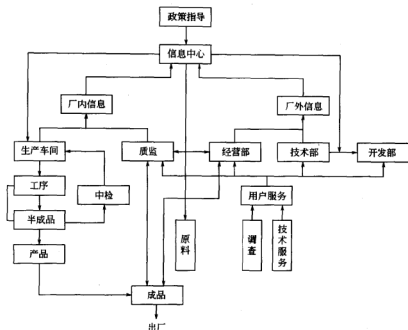 政策指导
信息中心
厂内信息
厂外信息
生产车间
质监
经营部
技术部
开发部
工序
中检
用户服务
半成品
原料
调查
技术服务
产品
成品
出厂